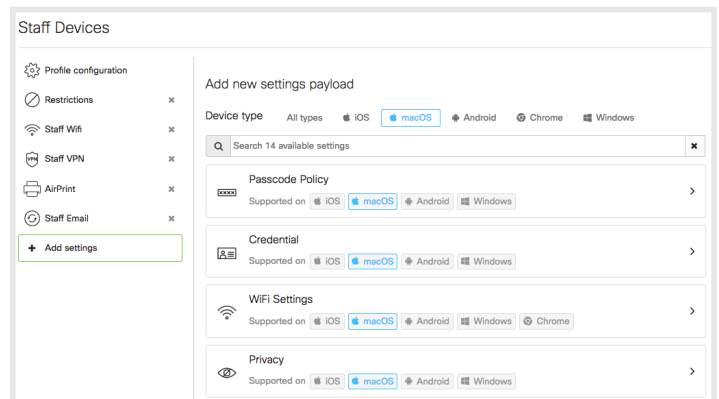 Staff Devices
Profile configuration
Restrictions
Staff Wifi
VPN
Staff VPN
AirPrint
Staff Email
Add settings
Add new settings payload
Device type All types iOS macOS Android Chrome Windows
Search 14 available settings
Passcode Policy
Supported on iOS macOS Android Windows
Credential
Supported on iOS macOS Android Windows
WiFi Settings
Supported on iOS macOS Android Windows Chrome
Privacy
Supported on iOS macOS Android Windows